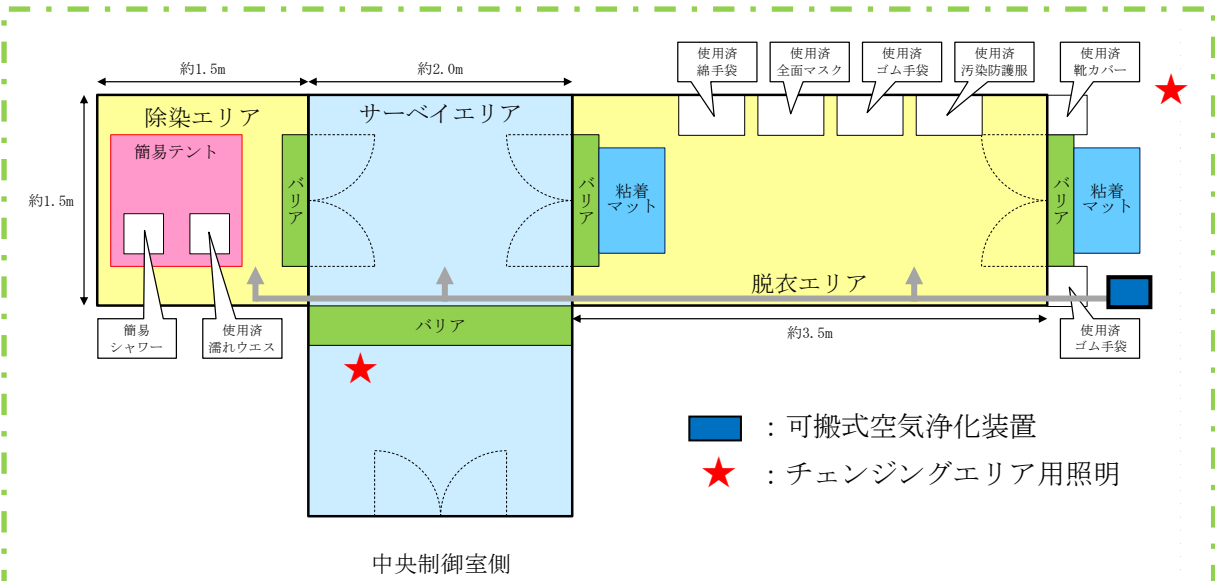 使用済
綿手袋
使用済
全面マスク
使用済
ゴム手袋
使用済
汚染防護服
使用済
靴カバー
約1.5m
約2.0m
除染エリア
サーベイエリア
簡易テント
バリア
バリア
粘着
マット
バリア
粘着
マット
約1.5m
脱衣エリア
簡易
シャワー
使用済
濡れウエス
バリア
約3.5m
使用済
ゴム手袋
：可搬式空気浄化装置
：チェンジングエリア用照明
中央制御室側